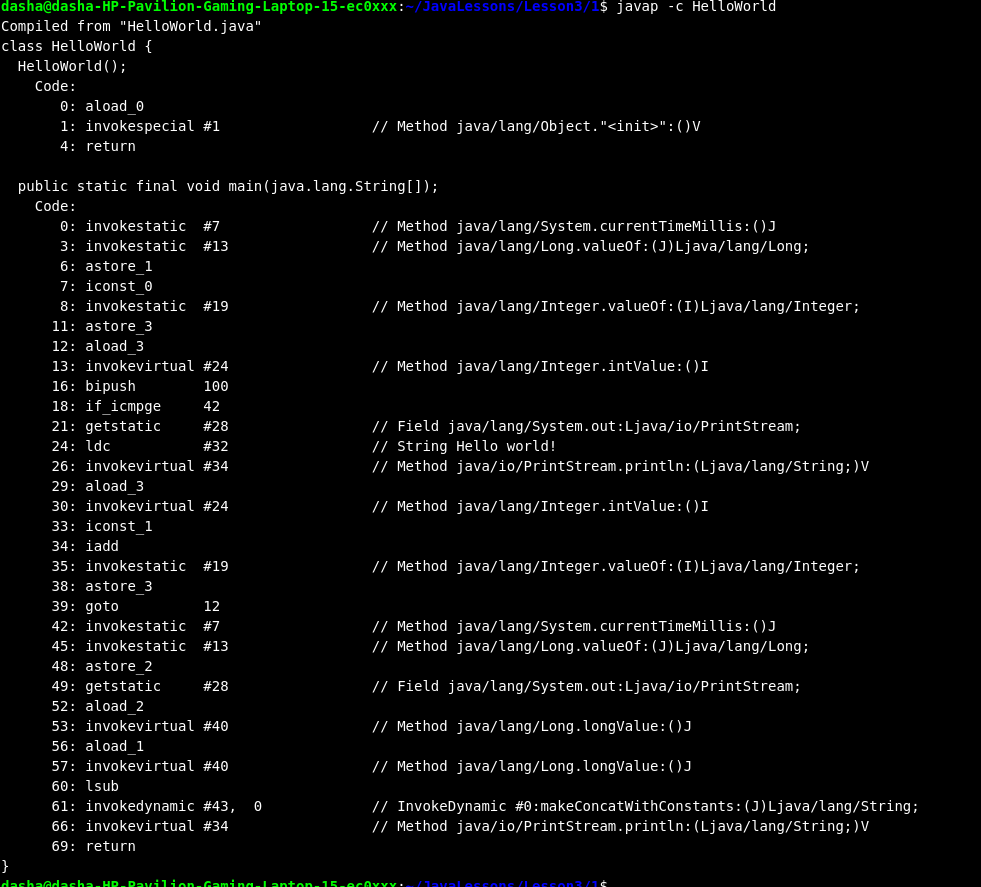 dasha@dasha-HP-Pavilion-Gaming-Laptop-15-ec0xxx:~/JavaLessons/Lesson3/1$ javap -c HelloWorld
Compiled from "HelloWorld.java"
class HelloWorld {
  HelloWorld();
    Code:
       0: aload_0
       1: invokespecial #1                  // Method java/lang/Object."<init>":()V
       4: return

  public static final void main(java.lang.String[]);
    Code:
       0: invokestatic  #7                  // Method java/lang/System.currentTimeMillis:()J
       3: invokestatic  #13                 // Method java/lang/Long.valueOf:(J)Ljava/lang/Long;
       6: astore_1
       7: iconst_0
       8: invokestatic  #19                 // Method java/lang/Integer.valueOf:(I)Ljava/lang/Integer;
      11: astore_3
      12: aload_3
      13: invokevirtual #24                 // Method java/lang/Integer.intValue:()I
      16: bipush        100
      18: if_icmpge     42
      21: getstatic     #28                 // Field java/lang/System.out:Ljava/io/PrintStream;
      24: ldc           #32                 // String Hello world!
      26: invokevirtual #34                 // Method java/io/PrintStream.println:(Ljava/lang/String;)V
      29: aload_3
      30: invokevirtual #24                 // Method java/lang/Integer.intValue:()I
      33: iconst_1
      34: iadd
      35: invokestatic  #19                 // Method java/lang/Integer.valueOf:(I)Ljava/lang/Integer;
      38: astore_3
      39: goto          12
      42: invokestatic  #7                  // Method java/lang/System.currentTimeMillis:()J
      45: invokestatic  #13                 // Method java/lang/Long.valueOf:(J)Ljava/lang/Long;
      48: astore_2
      49: getstatic     #28                 // Field java/lang/System.out:Ljava/io/PrintStream;
      52: aload_2
      53: invokevirtual #40                 // Method java/lang/Long.longValue:()J
      56: aload_1
      57: invokevirtual #40                 // Method java/lang/Long.longValue:()J
      60: lsub
      61: invokedynamic #43,  0             // InvokeDynamic #0:makeConcatWithConstants:(J)Ljava/lang/String;
      66: invokevirtual #34                 // Method java/io/PrintStream.println:(Ljava/lang/String;)V
      69: return
}
dasha@dasha-HP-Pavilion-Gaming-Laptop-15-ec0xxx:~/JavaLessons/Lesson3/1$